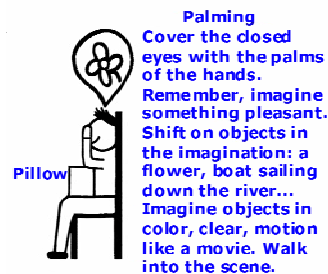 Palming
Cover the closed
eyes with the palms
of the hands.
Remember, imagine
something pleasant.
Shift on objects in
the imagination: a
flower, boat sailing
down the river...
Imagine objects in
color, clear, motion
like a movie. Walk
into the scene.
Pillow